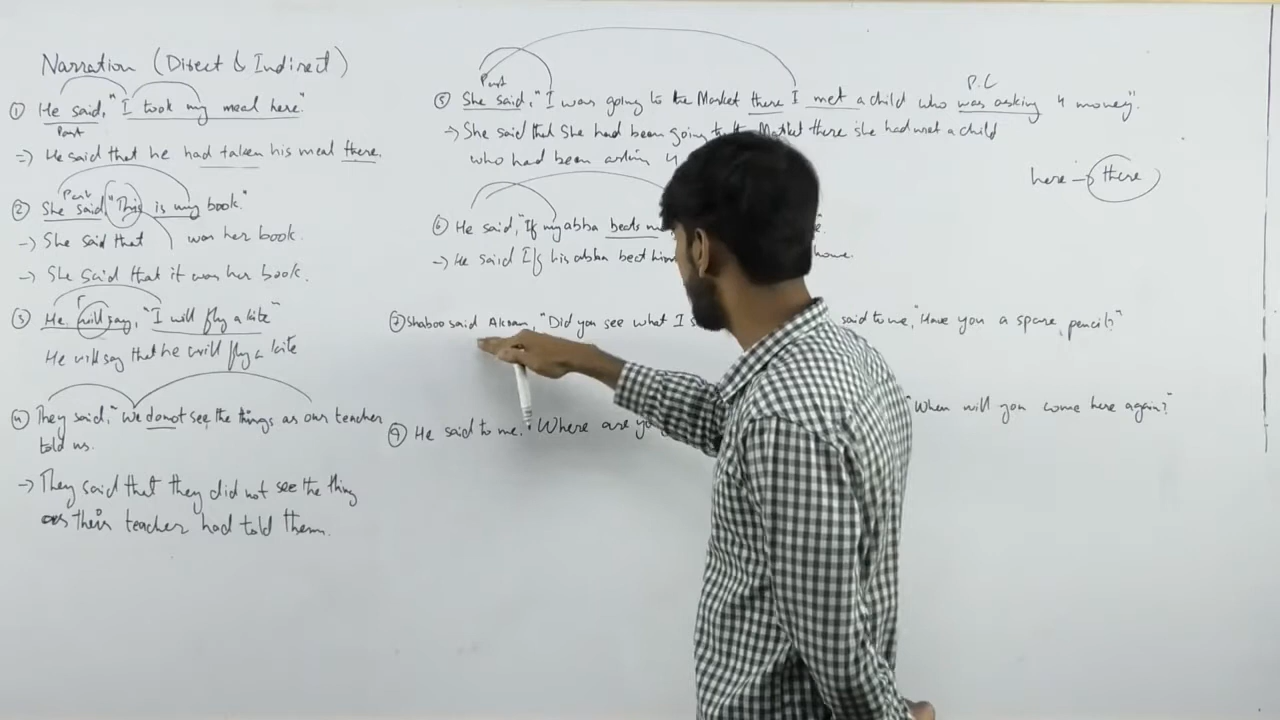 Narration (Direct & Indirect)
① He said, "I took my meal here."
Past
=) He said that he had taken his meal there.
Past
② She said "This is my book."
-) She said that was her book.
-) She said that it was her book.
③ He will say, "I will fly a kite"
He will say that he will fly a kite
④ They said, "We do not see the things as our teacher
told us.
-) They said that they did not see the thing
as their teacher had told them.
Past P.C
⑤ She said, "I was going to the Market there I met a child who was asking 4 money".
-) She said that she had been going to the Market there she had met a child
who had been asking 4
here -) there
⑥ He said, "If my abba beats
-) He said If his abba beat him home.
⑦ Shaboo said Akram, "Did you see what I said to me, "Have you a spare pencil?"
⑨ He said to me. "Where are "When will you come here again?"